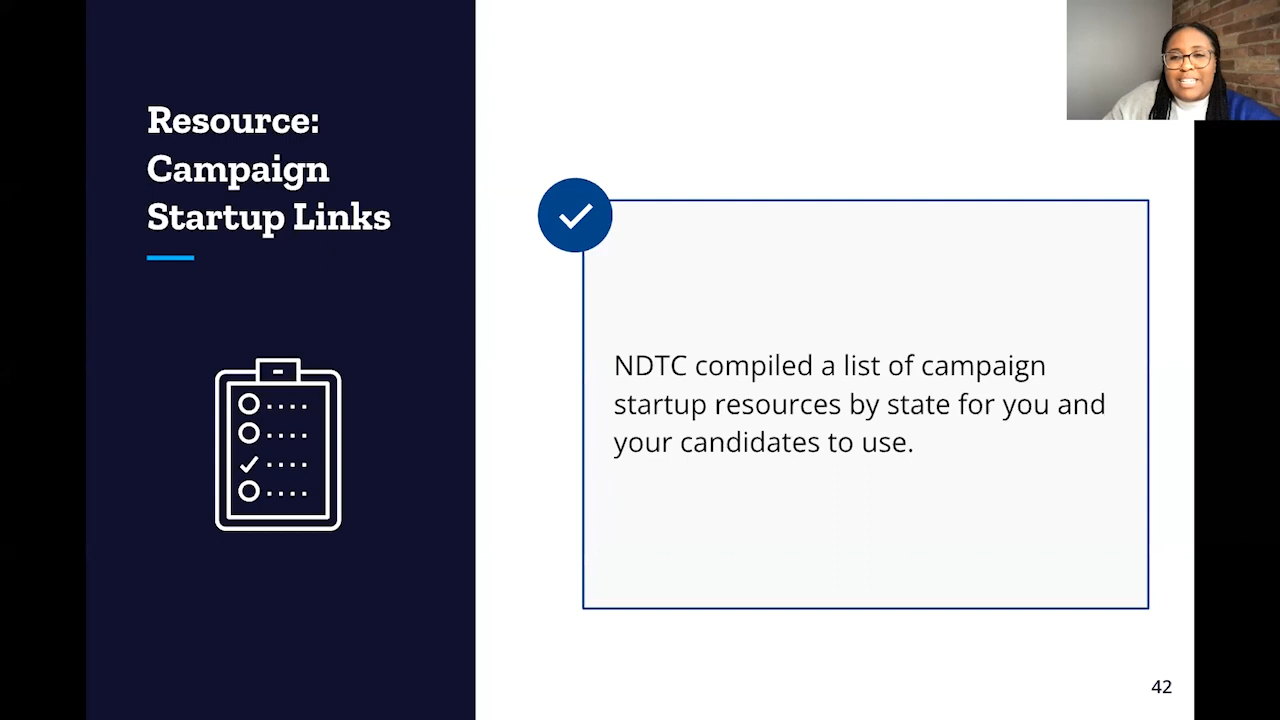 Resource:
Campaign
Startup Links
NDTC compiled a list of campaign
startup resources by state for you and
your candidates to use.
42